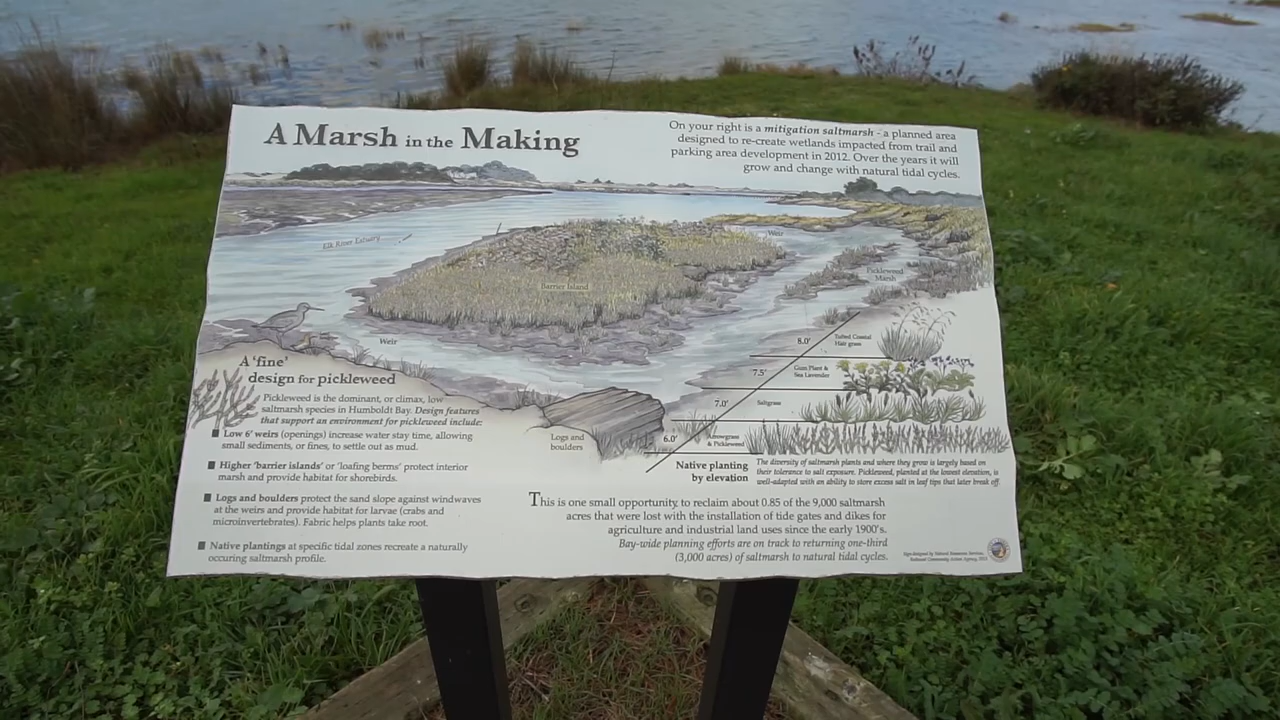 A Marsh in the Making
On your right is a mitigation saltmarsh - a planned area
designed to re-create wetlands impacted from trail and
parking area development in 2012. Over the years it will
grow and change with natural tidal cycles.
Elk River Estuary
Weir
Pickleweed
Marsh
Barrier Island
Weir
8.0'
Tufted Coastal
Hair grass
7.5'
Gum Plant &
Sea Lavender
7.0'
Saltgrass
6.0'
Arrowgrass
& Pickleweed
Logs and
boulders
A 'fine'
design for pickleweed
Pickleweed is the dominant, or climax, low
saltmarsh species in Humboldt Bay. Design features
that support an environment for pickleweed include:
Low 6' weirs (openings) increase water stay time, allowing
small sediments, or fines, to settle out as mud.
Higher 'barrier islands' or 'loafing berms' protect interior
marsh and provide habitat for shorebirds.
Logs and boulders protect the sand slope against windwaves
at the weirs and provide habitat for larvae (crabs and
microinvertebrates). Fabric helps plants take root.
Native plantings at specific tidal zones recreate a naturally
occuring saltmarsh profile.
Native planting
by elevation
The diversity of saltmarsh plants and where they grow is largely based on
their tolerance to salt exposure. Pickleweed, planted at the lowest elevation, is
well-adapted with an ability to store excess salt in leaf tips that later break off.
This is one small opportunity to reclaim about 0.85 of the 9,000 saltmarsh
acres that were lost with the installation of tide gates and dikes for
agriculture and industrial land uses since the early 1900's.
Bay-wide planning efforts are on track to returning one-third
(3,000 acres) of saltmarsh to natural tidal cycles.
Sign designed by Natural Resources Services,
Redwood Community Action Agency, 2013